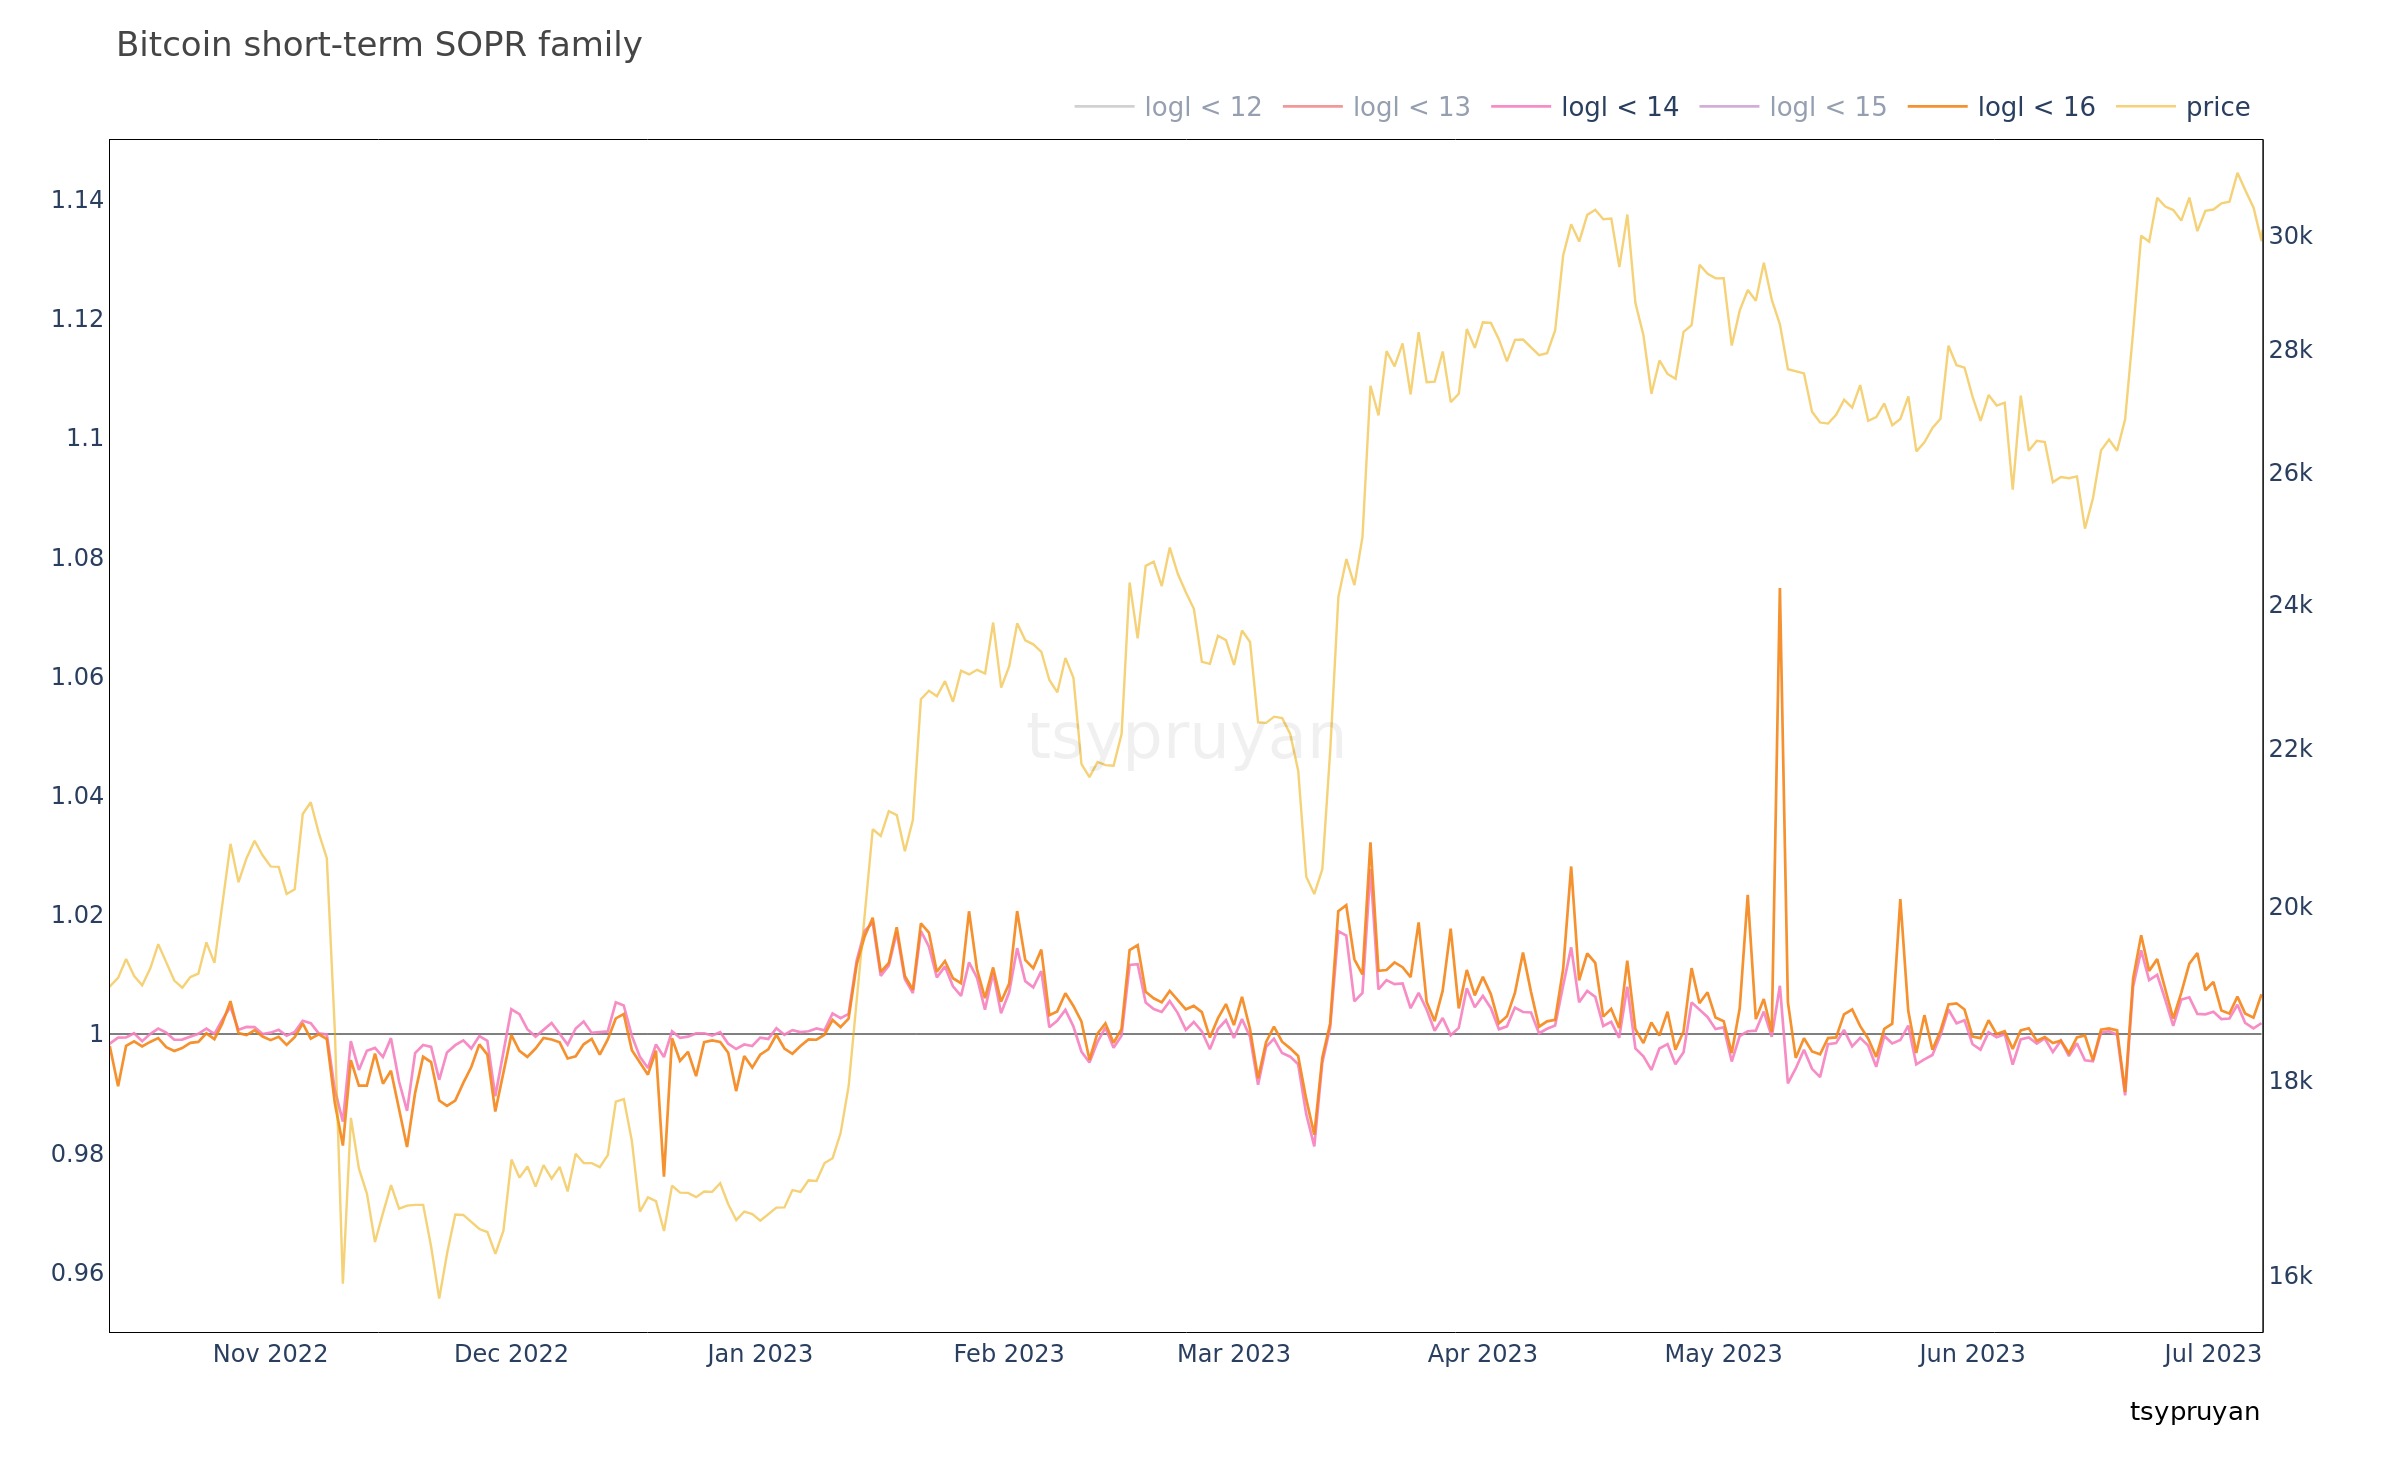 Bitcoin short-term SOPR family
logl < 12 logl < 13 logl < 14 logl < 15 logl < 16 price
1.14
1.12
1.1
1.08
1.06
1.04
1.02
1
0.98
0.96
30k
28k
26k
24k
22k
20k
18k
16k
tsypruyan
Nov 2022 Dec 2022 Jan 2023 Feb 2023 Mar 2023 Apr 2023 May 2023 Jun 2023 Jul 2023
tsypruyan